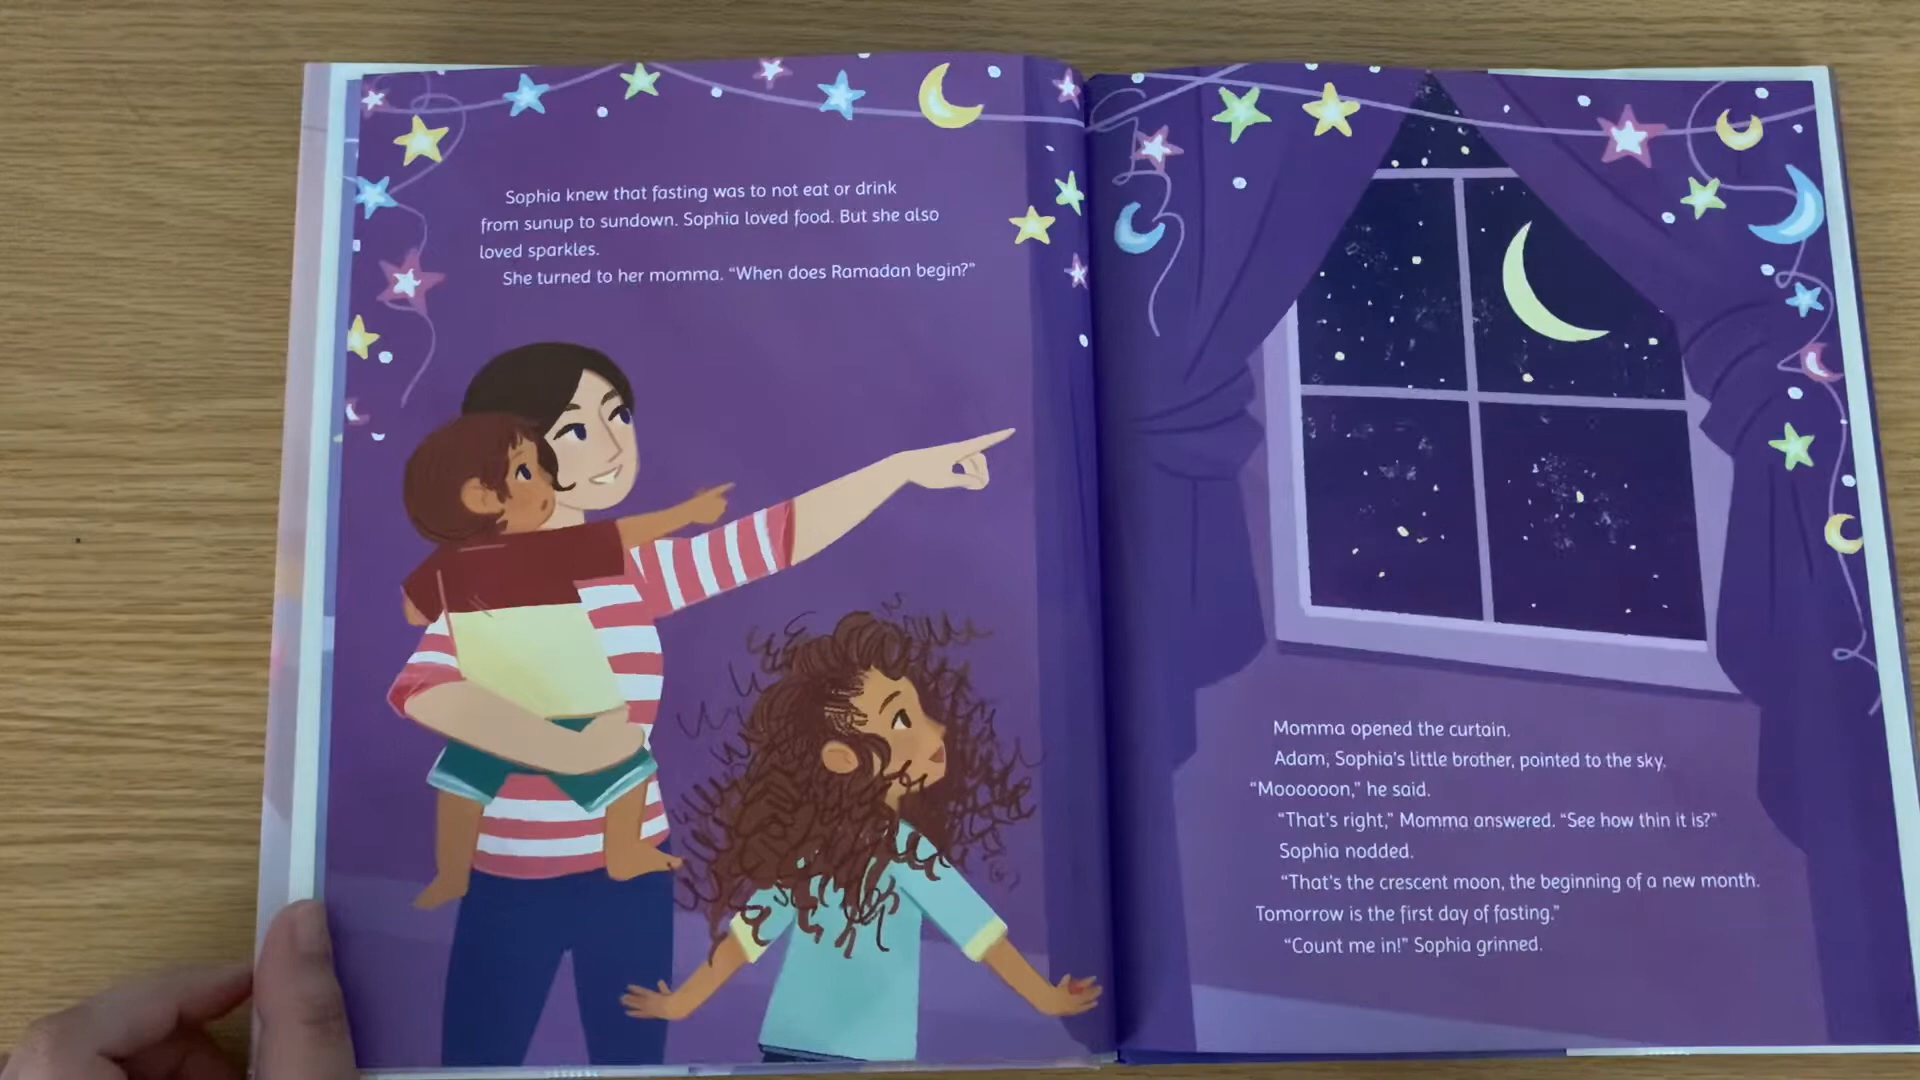 Sophia knew that fasting was to not eat or drink
from sunup to sundown. Sophia loved food. But she also
loved sparkles.
She turned to her momma. “When does Ramadan begin?”
Momma opened the curtain.
Adam, Sophia’s little brother, pointed to the sky.
“Moooooon,” he said.
“That’s right,” Momma answered. “See how thin it is?”
Sophia nodded.
“That’s the crescent moon, the beginning of a new month.
Tomorrow is the first day of fasting.”
“Count me in!” Sophia grinned.